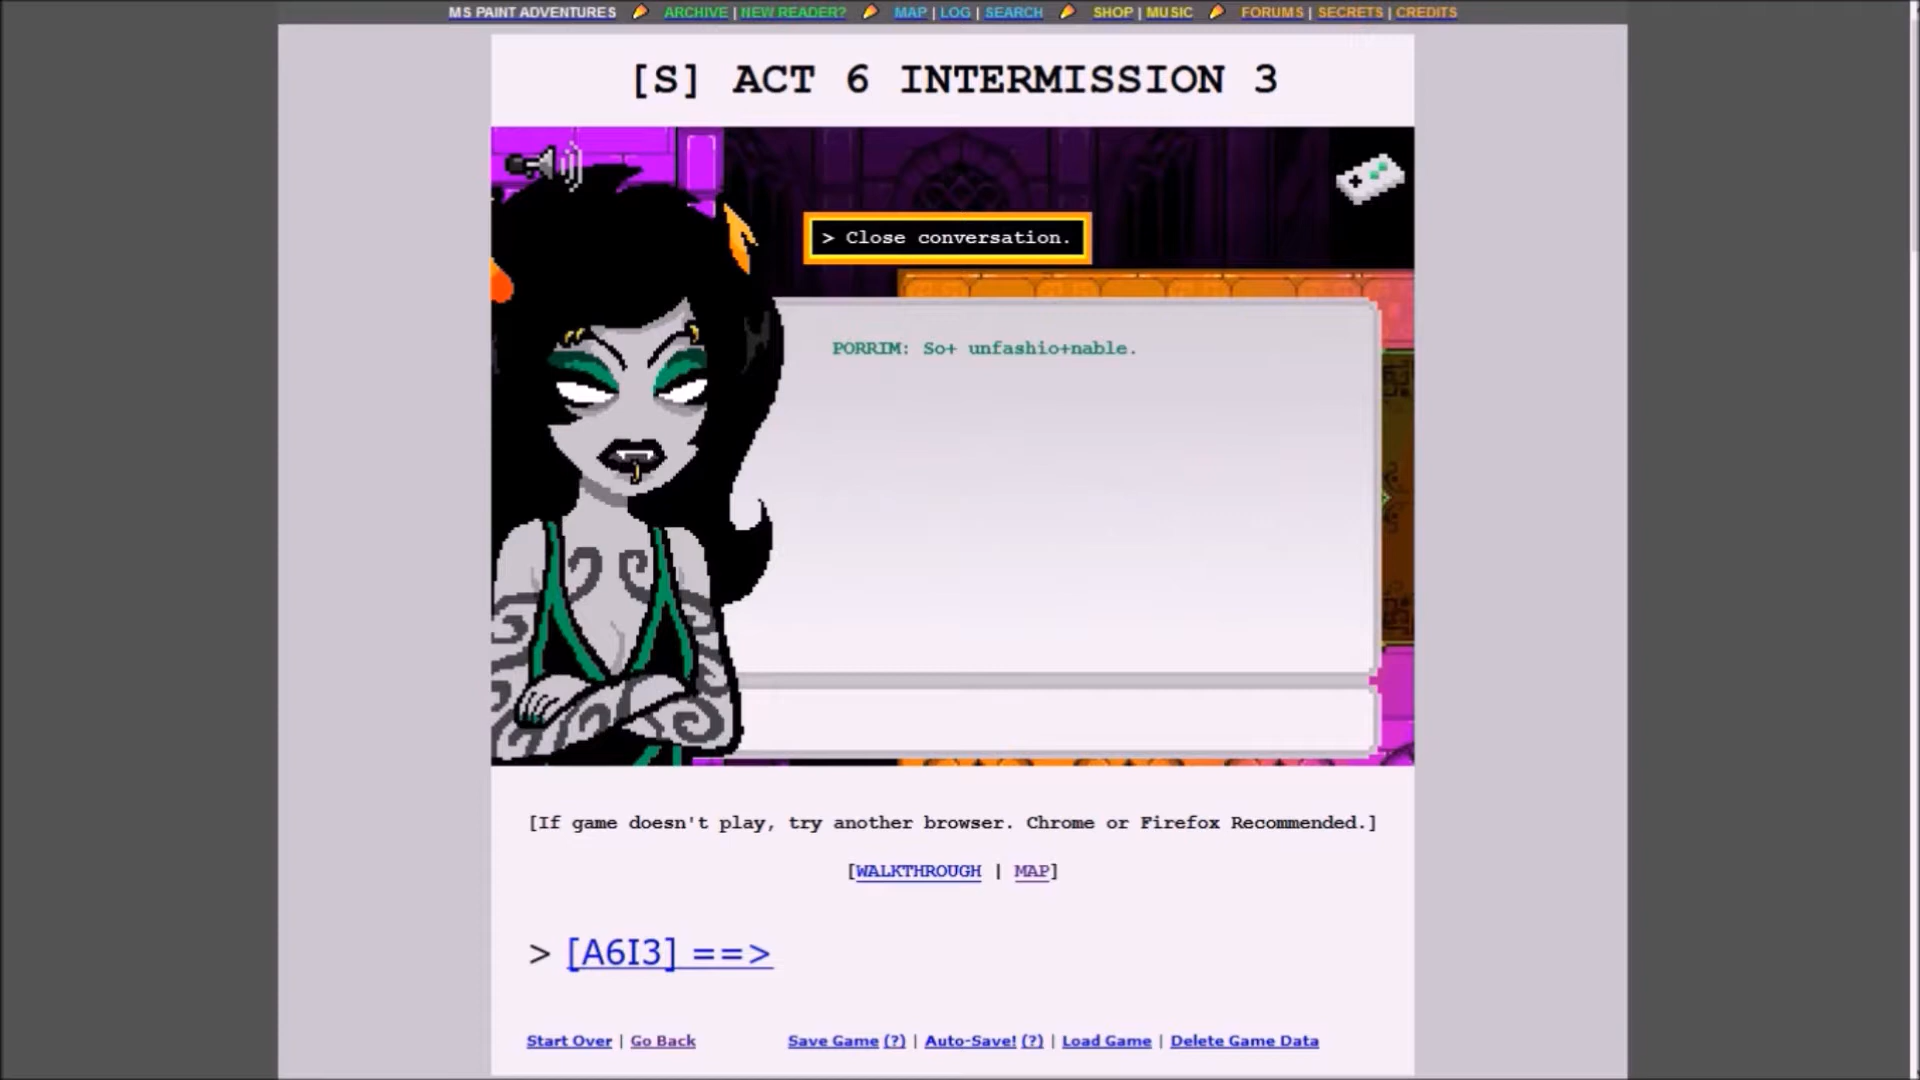 MS PAINT ADVENTURES ARCHIVE | NEW READER? MAP | LOG | SEARCH SHOP | MUSIC FORUMS | SECRETS | CREDITS
[S] ACT 6 INTERMISSION 3
> Close conversation.
PORRIM: So+ unfashio+nable.
[If game doesn't play, try another browser. Chrome or Firefox Recommended.]
[WALKTHROUGH | MAP]
> [A6I3] ==>
Start Over | Go Back Save Game (?) | Auto-Save! (?) | Load Game | Delete Game Data